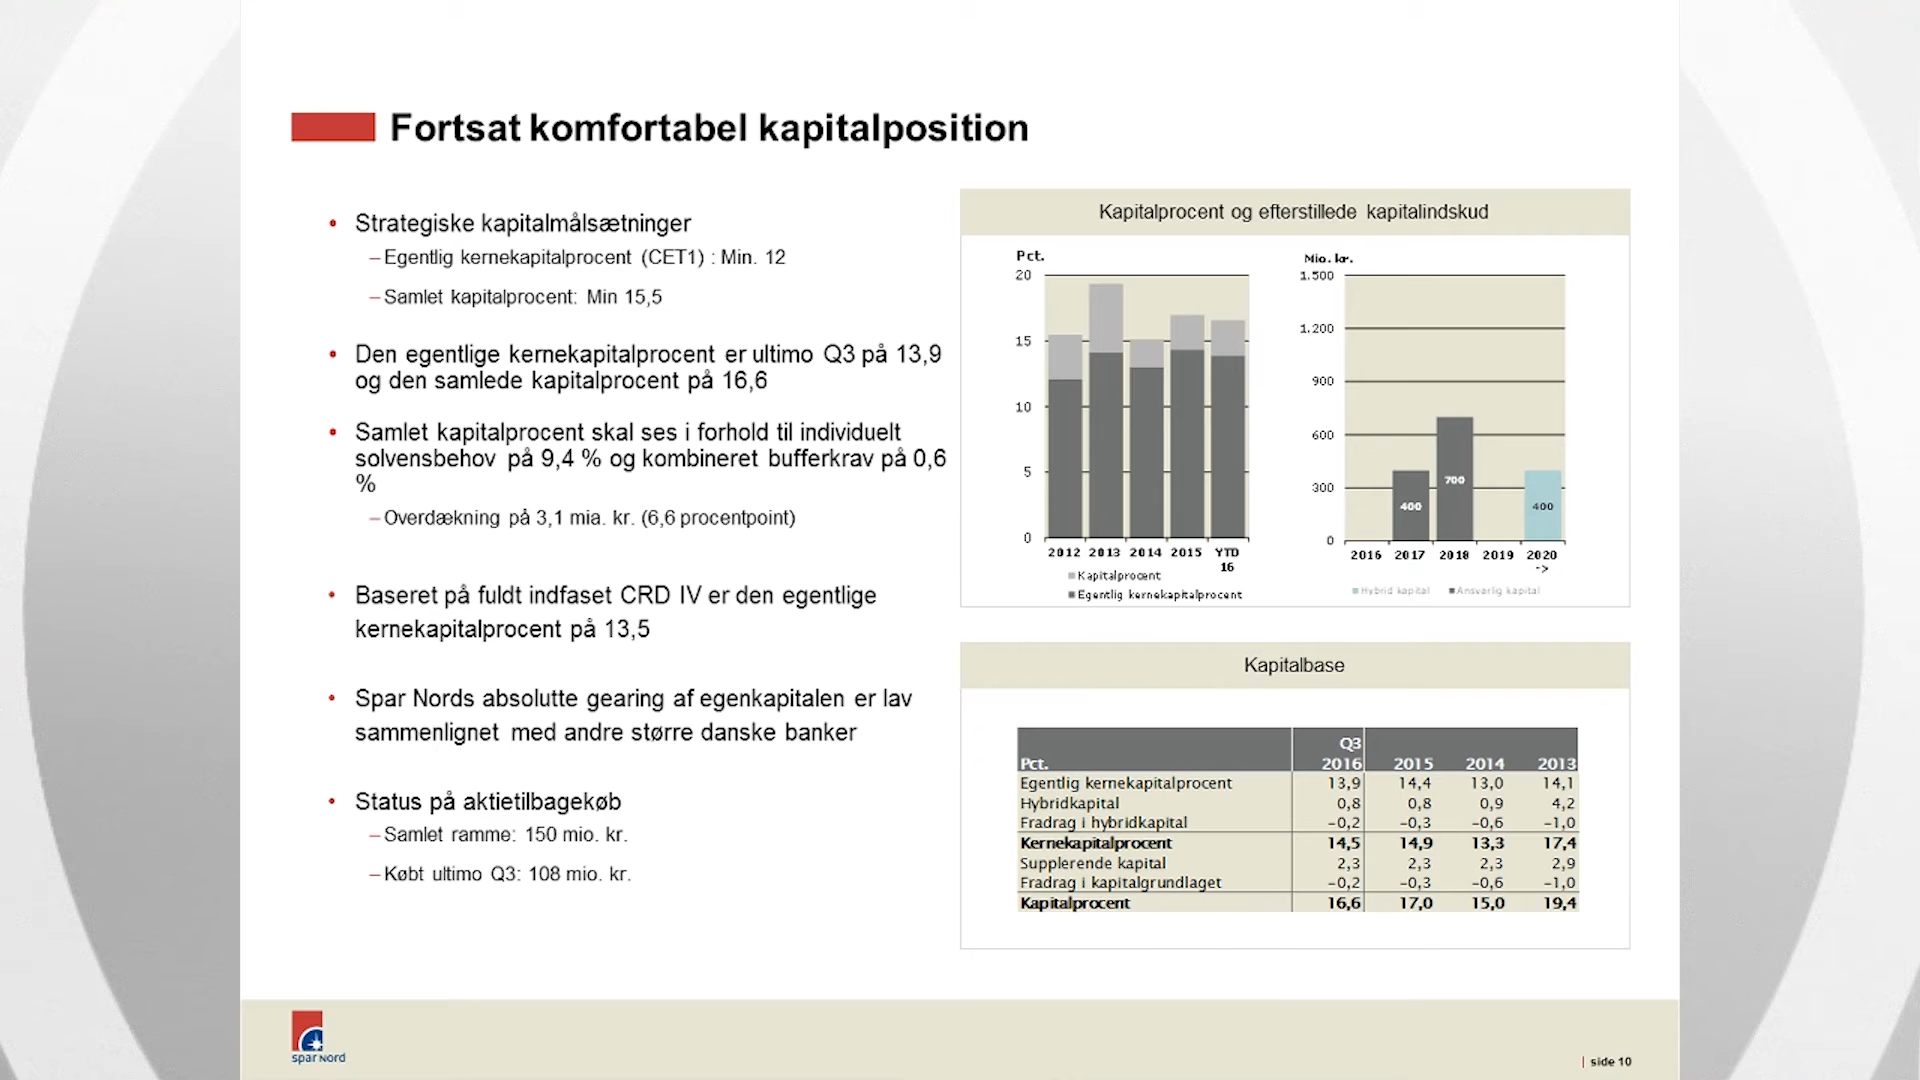 Fortsat komfortabel kapitalposition
• Strategiske kapitalmålsætninger
– Egentlig kernekapitalprocent (CET1) : Min. 12
– Samlet kapitalprocent: Min 15,5
• Den egentlige kernekapitalprocent er ultimo Q3 på 13,9
og den samlede kapitalprocent på 16,6
• Samlet kapitalprocent skal ses i forhold til individuelt
solvensbehov på 9,4 % og kombineret bufferkrav på 0,6
%
– Overdækning på 3,1 mia. kr. (6,6 procentpoint)
• Baseret på fuldt indfaset CRD IV er den egentlige
kernekapitalprocent på 13,5
• Spar Nords absolutte gearing af egenkapitalen er lav
sammenlignet med andre større danske banker
• Status på aktietilbagekøb
– Samlet ramme: 150 mio. kr.
– Købt ultimo Q3: 108 mio. kr.
Kapitalprocent og efterstillede kapitalindskud
Pct.
20
15
10
5
0
2012 2013 2014 2015 YTD
16
Kapitalprocent
Egentlig kernekapitalprocent
Mio. kr.
1.500
1.200
900
600
300
0
400
700
400
2016 2017 2018 2019 2020
->
Hybrid kapital Ansvarlig kapital
Kapitalbase
Q3
Pct. 2016 2015 2014 2013
Egentlig kernekapitalprocent 13,9 14,4 13,0 14,1
Hybridkapital 0,8 0,8 0,9 4,2
Fradrag i hybridkapital -0,2 -0,3 -0,6 -1,0
Kernekapitalprocent 14,5 14,9 13,3 17,4
Supplerende kapital 2,3 2,3 2,3 2,9
Fradrag i kapitalgrundlaget -0,2 -0,3 -0,6 -1,0
Kapitalprocent 16,6 17,0 15,0 19,4
spar nord
| side 10